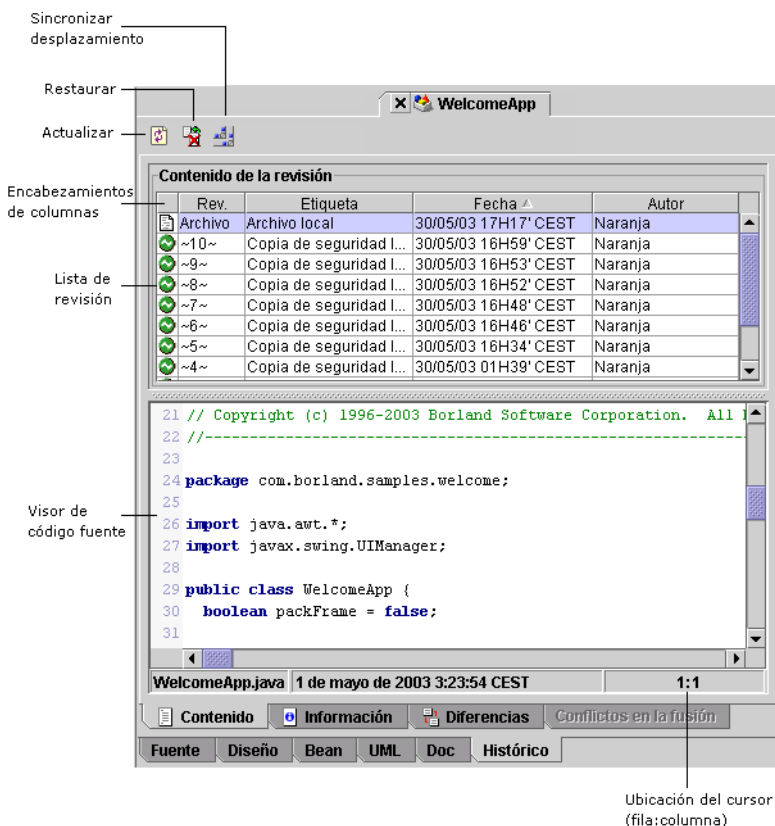 Sincronizar
desplazamiento
Restaurar
Actualizar
WelcomeApp
Contenido de la revisión
Encabezamientos
de columnas
Rev. Etiqueta Fecha Autor
Archivo Archivo local 30/05/03 17H17' CEST Naranja
~10~ Copia de seguridad l... 30/05/03 16H59' CEST Naranja
~9~ Copia de seguridad l... 30/05/03 16H53' CEST Naranja
Lista de
revisión
~8~ Copia de seguridad l... 30/05/03 16H52' CEST Naranja
~7~ Copia de seguridad l... 30/05/03 16H48' CEST Naranja
~6~ Copia de seguridad l... 30/05/03 16H46' CEST Naranja
~5~ Copia de seguridad l... 30/05/03 16H34' CEST Naranja
~4~ Copia de seguridad l... 30/05/03 01H39' CEST Naranja
21 // Copyright (c) 1996-2003 Borland Software Corporation. All
22 //------------------------------------------------------------
23
24 package com.borland.samples.welcome;
25
Visor de
código fuente
26 import java.awt.*;
27 import javax.swing.UIManager;
28
29 public class WelcomeApp {
30 boolean packFrame = false;
31
WelcomeApp.java 1 de mayo de 2003 3:23:54 CEST 1:1
Contenido Información Diferencias Conflictos en la fusión
Fuente Diseño Bean UML Doc Histórico
Ubicación del cursor
(fila:columna)